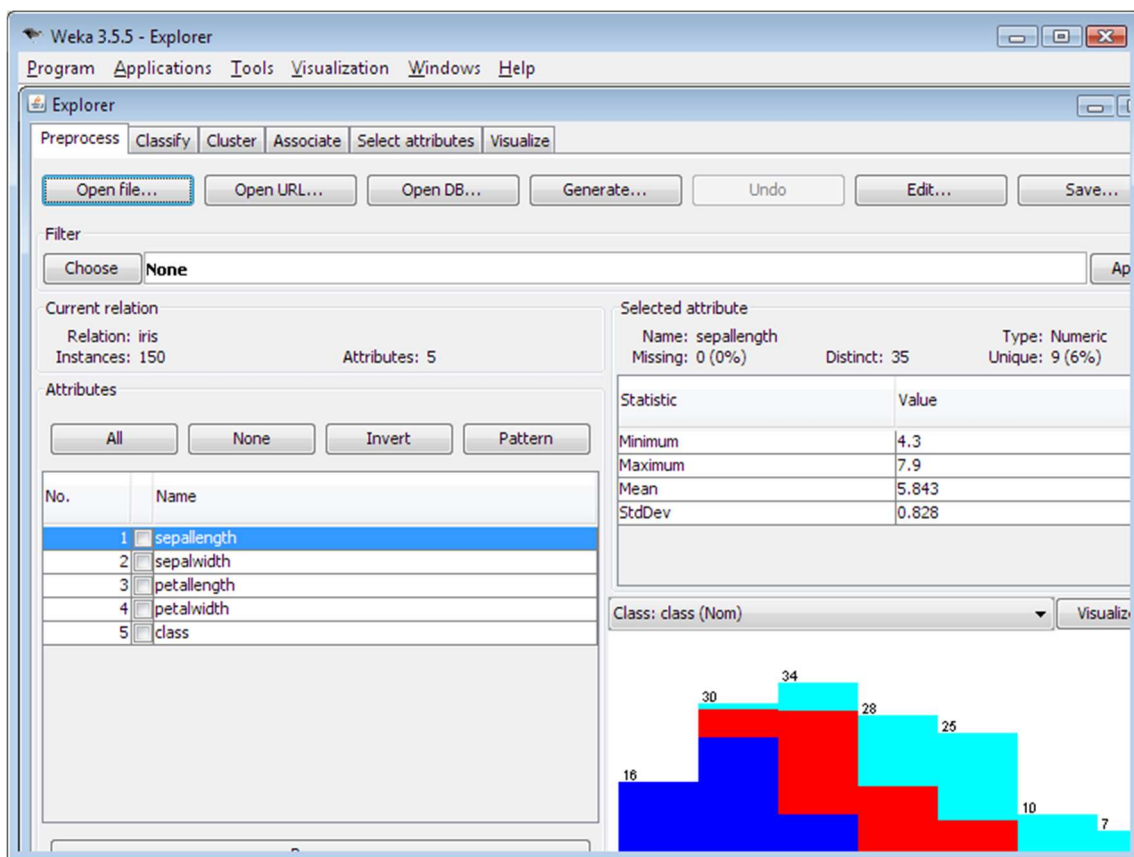 Weka 3.5.5 - Explorer
Program Applications Tools Visualization Windows Help
Explorer
Preprocess Classify Cluster Associate Select attributes Visualize
Open file... Open URL... Open DB... Generate... Undo Edit... Save...
Filter
Choose None Ap
Current relation
Relation: iris
Instances: 150 Attributes: 5
Attributes
All None Invert Pattern
No. Name
1 sepallength
2 sepalwidth
3 petallength
4 petalwidth
5 class
Selected attribute
Name: sepallength Type: Numeric
Missing: 0 (0%) Distinct: 35 Unique: 9 (6%)
Statistic Value
Minimum 4.3
Maximum 7.9
Mean 5.843
StdDev 0.828
Class: class (Nom) Visualiz
16 30 34 28 25 10 7